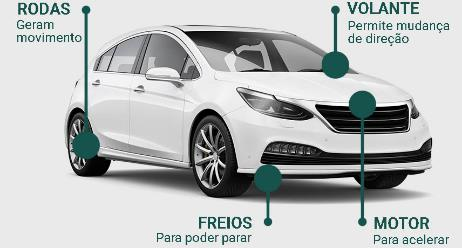 RODAS
Geram
movimento
VOLANTE
Permite mudança
de direção
FREIOS
Para poder parar
MOTOR
Para acelerar